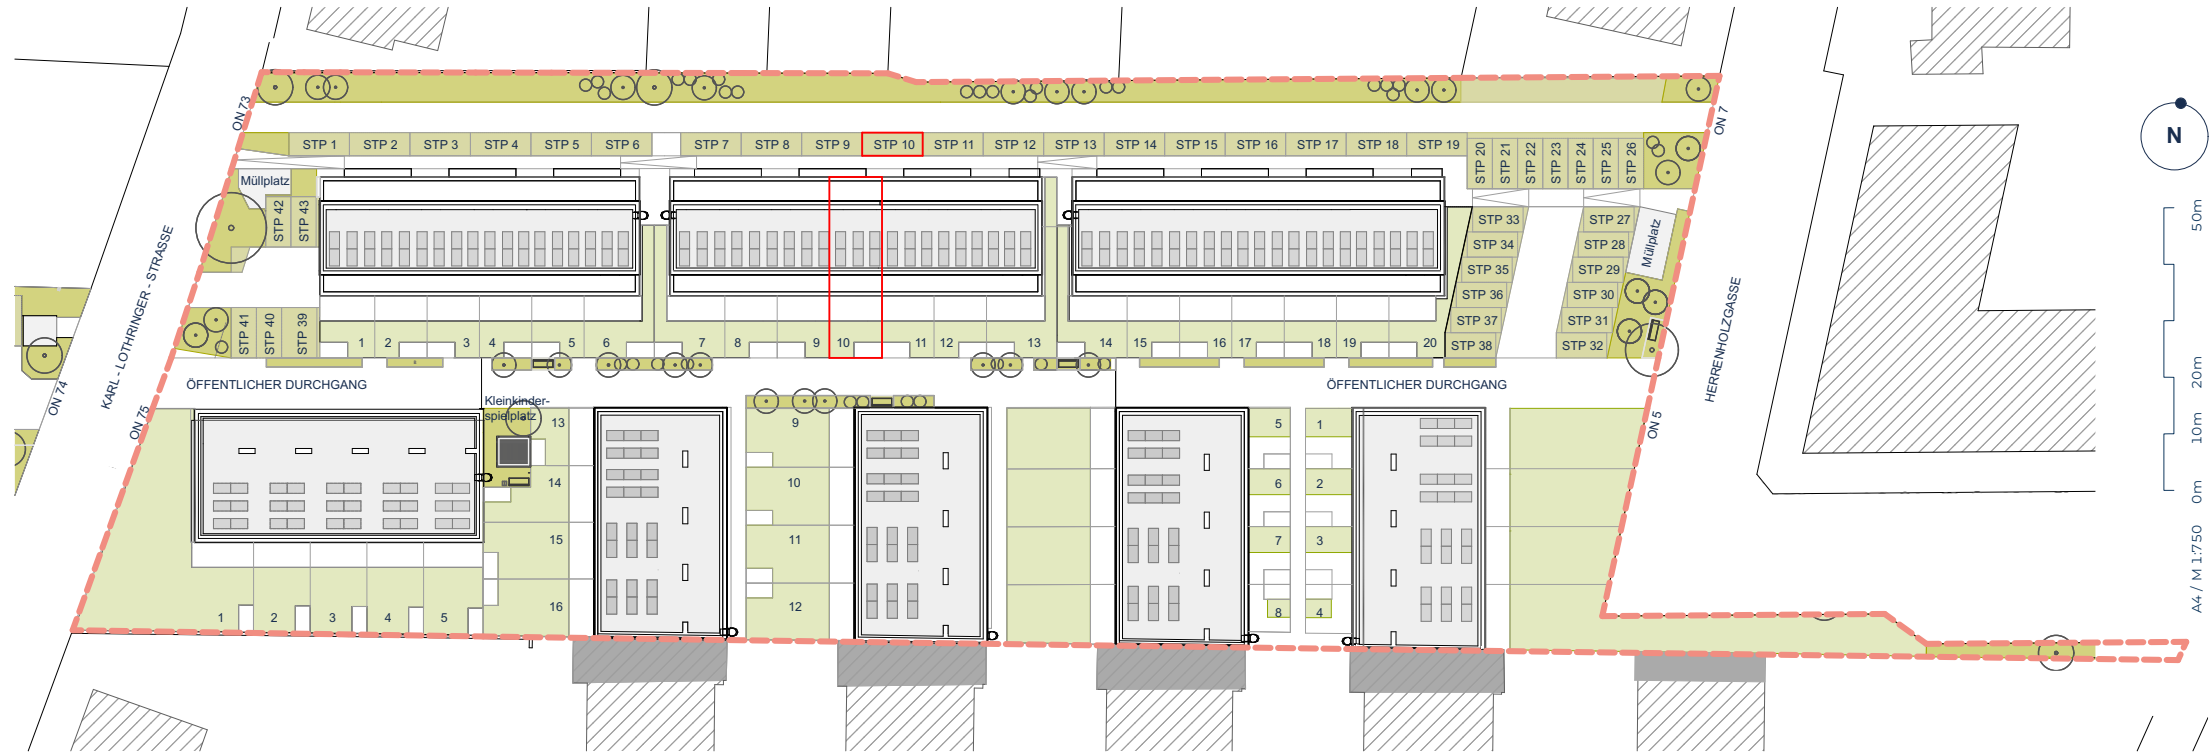 ON 73
ON 7
STP 1 STP 2 STP 3 STP 4 STP 5 STP 6 STP 7 STP 8 STP 9 STP 10 STP 11 STP 12 STP 13 STP 14 STP 15 STP 16 STP 17 STP 18 STP 19
STP 20
STP 21
STP 22
STP 23
STP 24
STP 25
STP 26
N
Müllplatz
STP 42
STP 43
STP 33
STP 34
STP 35
STP 36
STP 37
STP 38
STP 27
STP 28
STP 29
STP 30
STP 31
STP 32
Müllplatz
KARL - LOTHRINGER - STRASSE
HERRENHOLZGASSE
STP 41
STP 40
STP 39
1 2 3 4 5 6 7 8 9 10 11 12 13 14 15 16 17 18 19 20
ÖFFENTLICHER DURCHGANG
ÖFFENTLICHER DURCHGANG
ON 74
ON 75
ON 5
Kleinkinder-
spielplatz
13
14
15
16
9
10
11
12
5 1
6 2
7 3
8 4
1 2 3 4 5
50m
20m
10m
0m
A4 / M 1:750